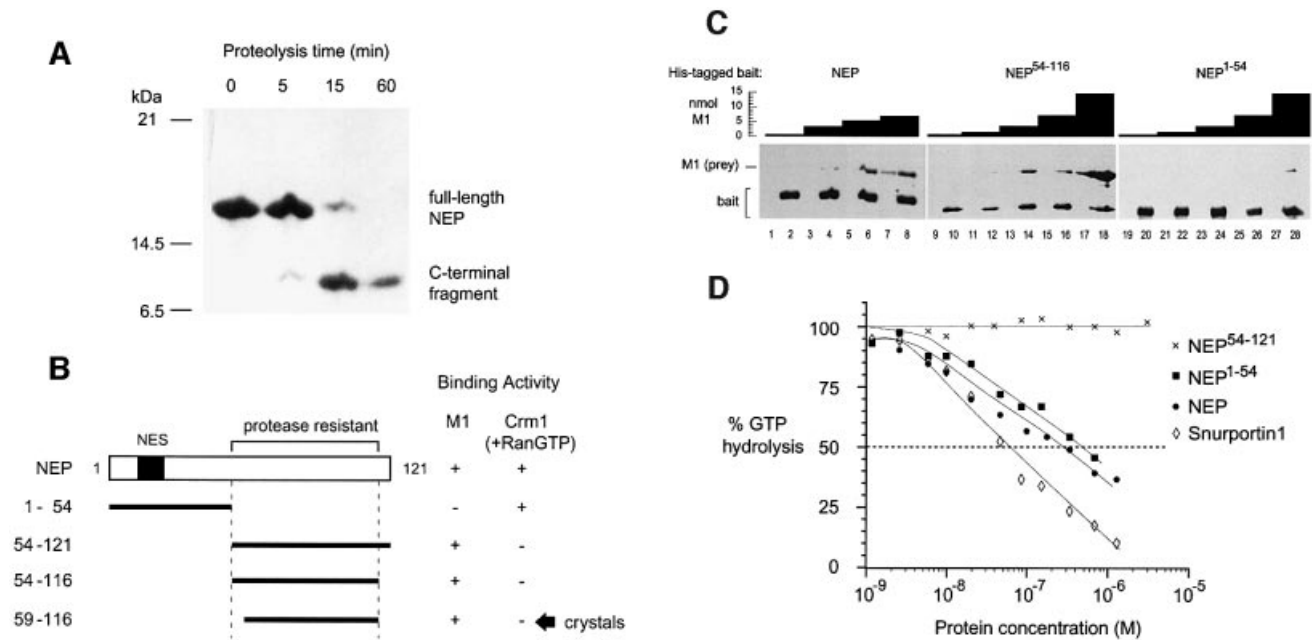 A
Proteolysis time (min)
0 5 15 60
kDa
21
full-length
NEP
14.5
C-terminal
fragment
6.5
B
Binding Activity
protease resistant
M1 Crm1
(+RanGTP)
NES
NEP 1 121 + +
1 - 54 - +
54 -121 + -
54 -116 + -
59 -116 + - crystals
C
His-tagged bait: NEP NEP54-116 NEP1-54
nmol
M1
15
10
5
0
M1 (prey)
bait
1 2 3 4 5 6 7 8 9 10 11 12 13 14 15 16 17 18 19 20 21 22 23 24 25 26 27 28
D
100
75
50
25
0
% GTP
hydrolysis
× NEP54-121
■ NEP1-54
● NEP
◇ Snurportin1
10-9 10-8 10-7 10-6 10-5
Protein concentration (M)